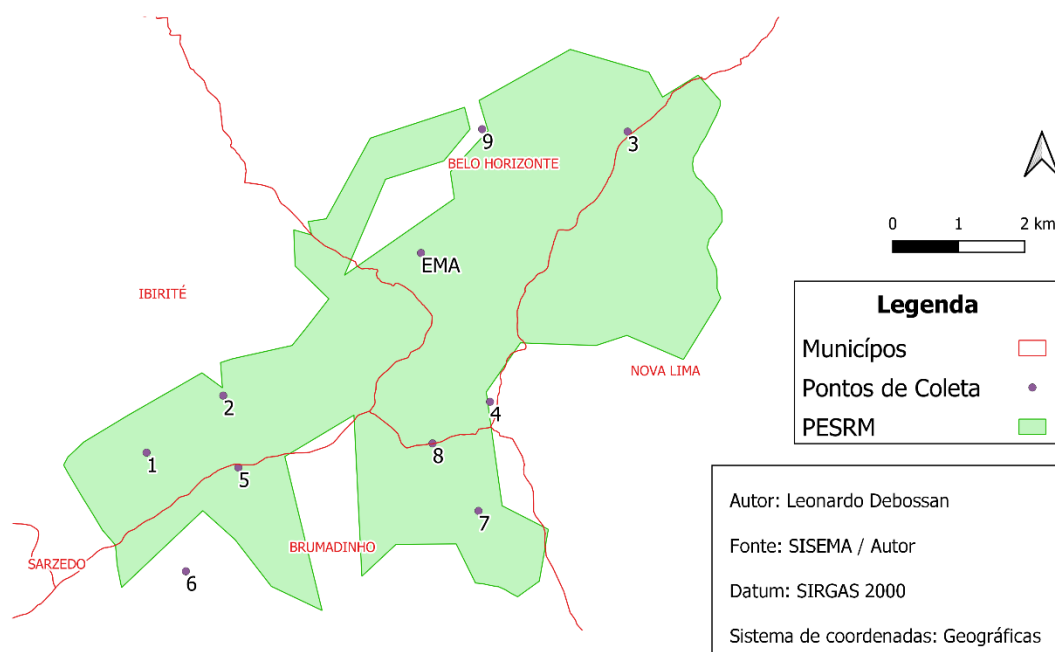 9
3
BELO HORIZONTE
EMA
0 1 2 km
IBIRITÉ
Legenda
Municípos
Pontos de Coleta
PESRM
NOVA LIMA
2
4
8
1
5
7
BRUMADINHO
SARZEDO
6
Autor: Leonardo Debossan
Fonte: SISEMA / Autor
Datum: SIRGAS 2000
Sistema de coordenadas: Geográficas